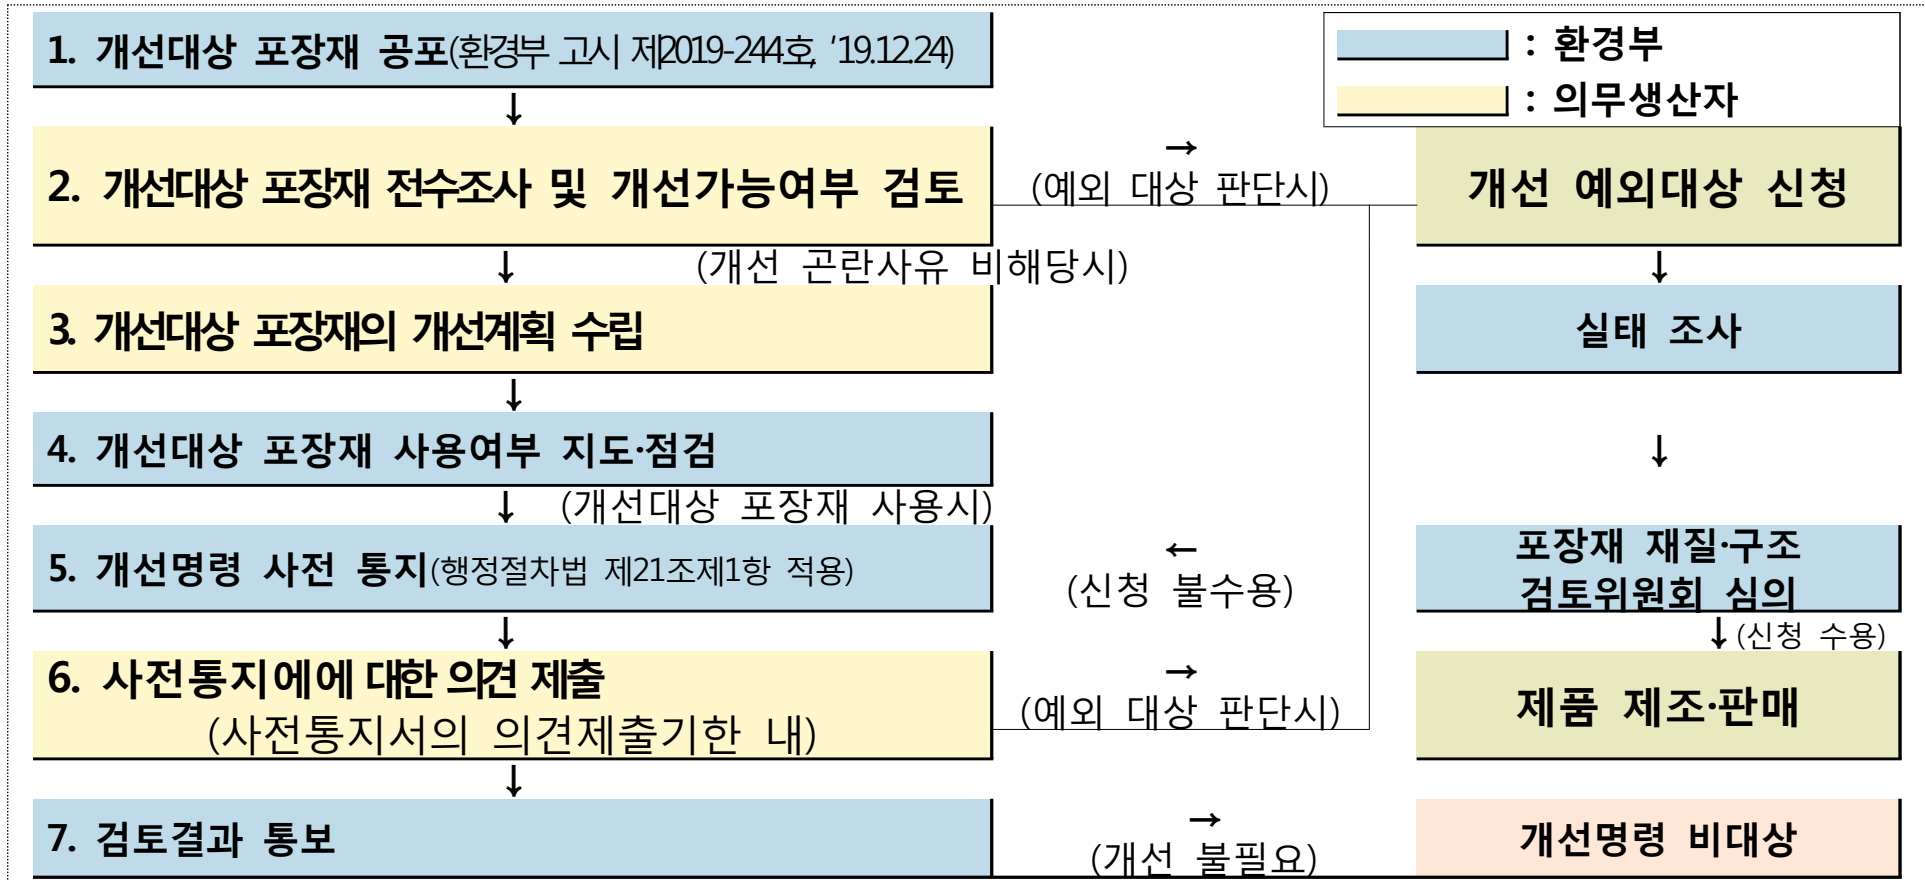 1. 개선대상 포장재 공포(환경부 고시 제2019-244호, '19.12.24)
: 환경부
: 의무생산자
↓
2. 개선대상 포장재 전수조사 및 개선가능여부 검토
→
(예외 대상 판단시)
개선 예외대상 신청
↓ (개선 곤란사유 비해당시)
↓
3. 개선대상 포장재의 개선계획 수립
실태 조사
↓
4. 개선대상 포장재 사용여부 지도·점검
↓
↓ (개선대상 포장재 사용시)
5. 개선명령 사전 통지(행정절차법 제21조제1항 적용)
←
(신청 불수용)
포장재 재질·구조
검토위원회 심의
↓
↓(신청 수용)
6. 사전통지에에 대한 의견 제출
(사전통지서의 의견제출기한 내)
→
(예외 대상 판단시)
제품 제조·판매
↓
7. 검토결과 통보
→
(개선 불필요)
개선명령 비대상